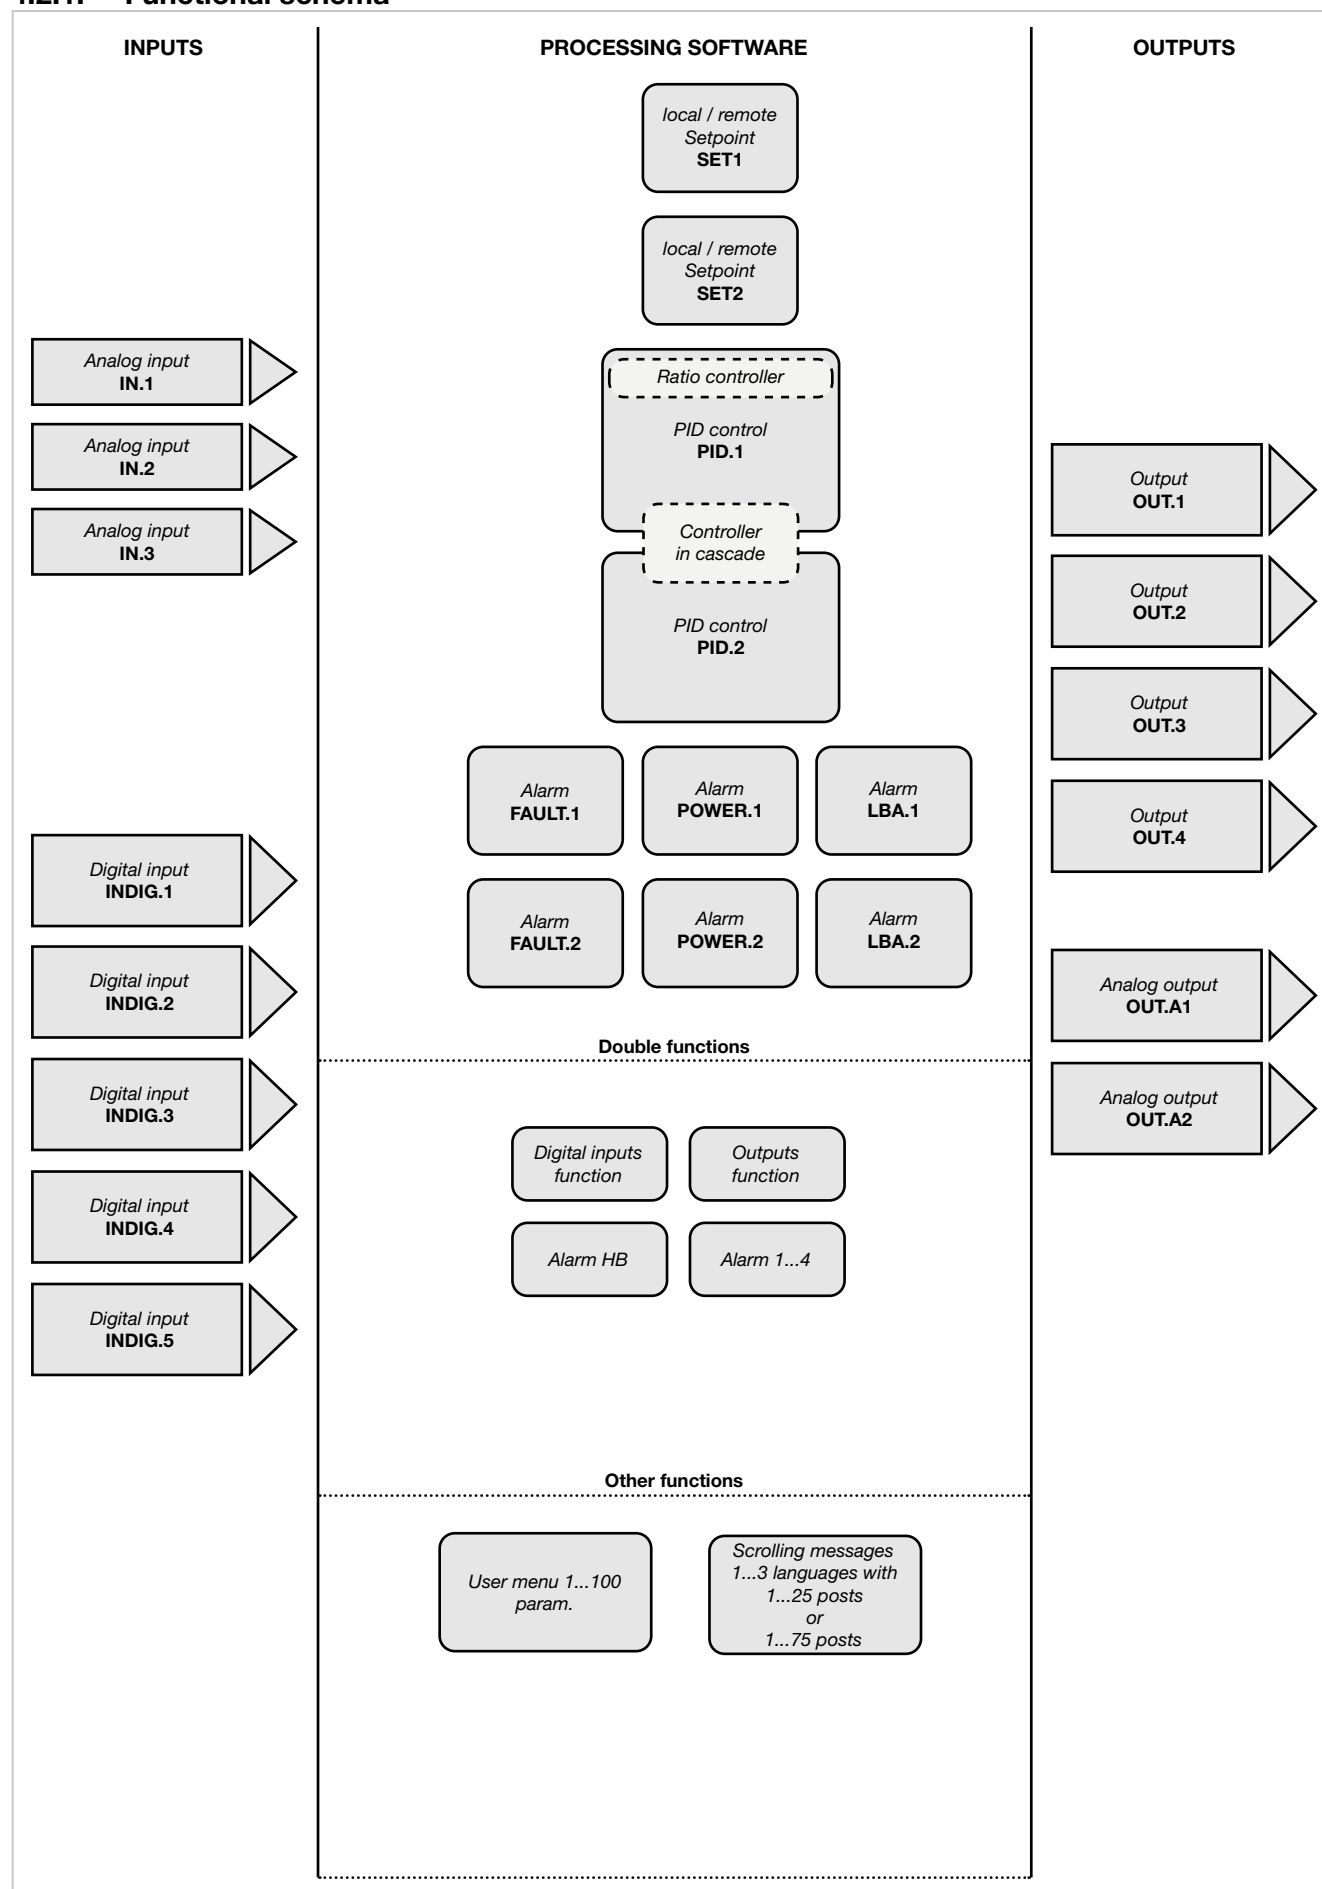 Functional schema
INPUTS
PROCESSING SOFTWARE
OUTPUTS
local / remote
Setpoint
SET1
local / remote
Setpoint
SET2
Analog input
IN.1
Analog input
IN.2
Analog input
IN.3
Ratio controller
PID control
PID.1
Controller
in cascade
PID control
PID.2
Output
OUT.1
Output
OUT.2
Output
OUT.3
Output
OUT.4
Alarm
FAULT.1
Alarm
POWER.1
Alarm
LBA.1
Alarm
FAULT.2
Alarm
POWER.2
Alarm
LBA.2
Digital input
INDIG.1
Digital input
INDIG.2
Digital input
INDIG.3
Digital input
INDIG.4
Digital input
INDIG.5
Analog output
OUT.A1
Analog output
OUT.A2
Double functions
Digital inputs
function
Outputs
function
Alarm HB
Alarm 1...4
Other functions
User menu 1...100
param.
Scrolling messages
1...3 languages with
1...25 posts
or
1...75 posts